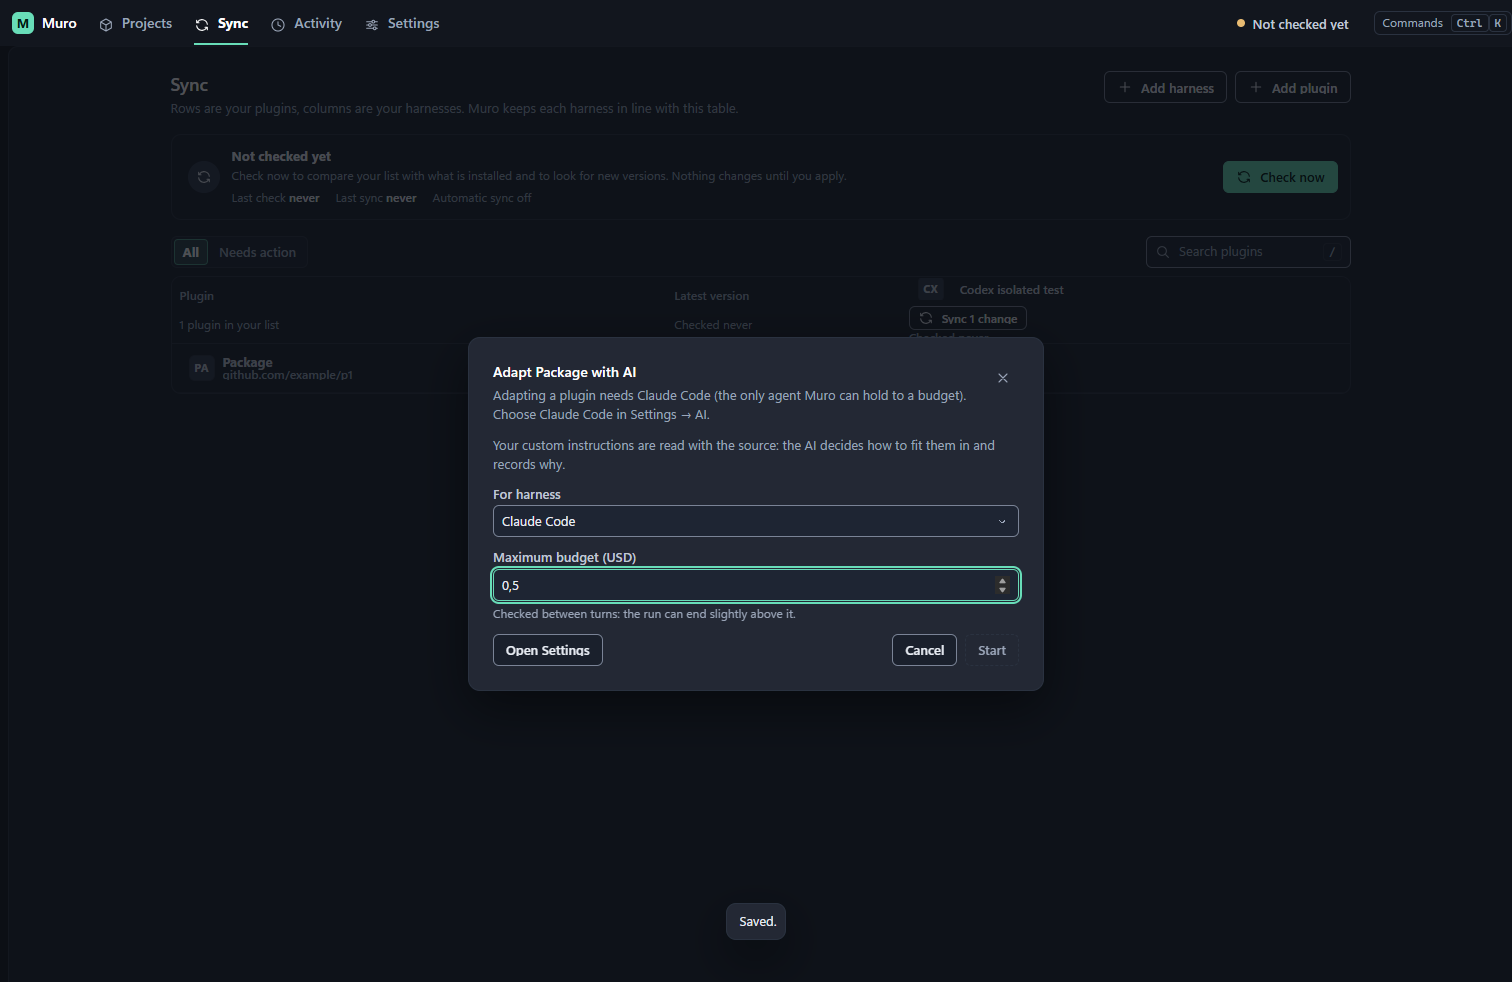 M Muro Projects Sync Activity Settings Not checked yet Commands Ctrl K
Sync
Rows are your plugins, columns are your harnesses. Muro keeps each harness in line with this table.
+ Add harness
+ Add plugin
Not checked yet
Check now to compare your list with what is installed and to look for new versions. Nothing changes until you apply.
Last check never Last sync never Automatic sync off
Check now
All Needs action
Search plugins /
Plugin Latest version CX Codex isolated test
1 plugin in your list Checked never Sync 1 change
Checked never
PA Package
github.com/example/p1
Adapt Package with AI
Adapting a plugin needs Claude Code (the only agent Muro can hold to a budget).
Choose Claude Code in Settings → AI.
Your custom instructions are read with the source: the AI decides how to fit them in and
records why.
For harness
Claude Code
Maximum budget (USD)
0,5
Checked between turns: the run can end slightly above it.
Open Settings Cancel Start
Saved.